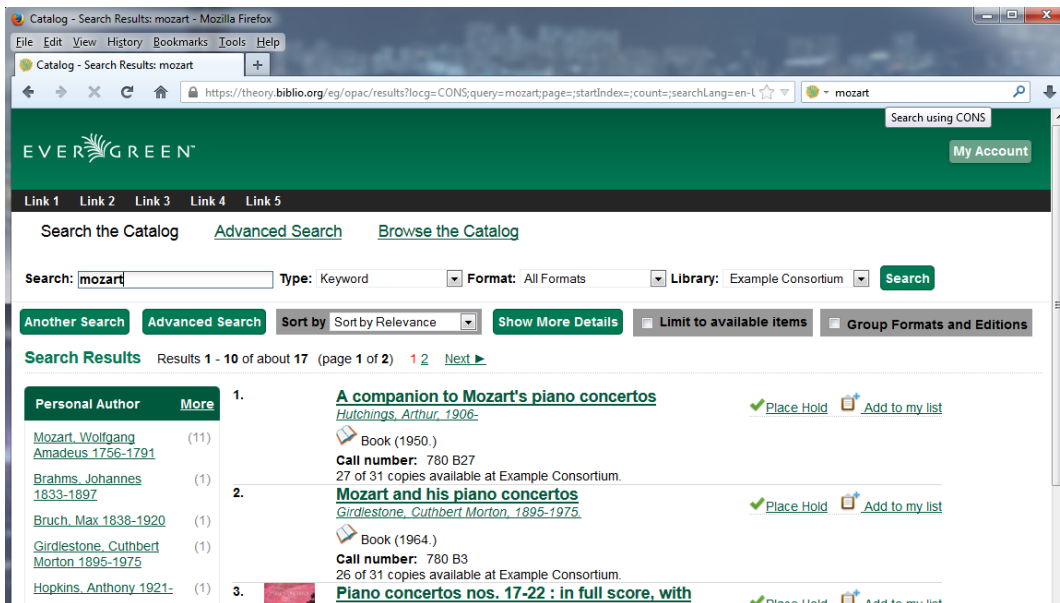 Catalog - Search Results: mozart - Mozilla Firefox
File Edit View History Bookmarks Tools Help
Catalog - Search Results: mozart +
https://theory.biblio.org/eg/opac/results?locg=CONS;query=mozart;page=;startIndex=;count=;searchLang=en-U mozart
Search using CONS
EVERGREEN
My Account
Link 1 Link 2 Link 3 Link 4 Link 5
Search the Catalog Advanced Search Browse the Catalog
Search: mozart Type: Keyword Format: All Formats Library: Example Consortium Search
Another Search Advanced Search Sort by Sort by Relevance Show More Details Limit to available items Group Formats and Editions
Search Results Results 1 - 10 of about 17 (page 1 of 2) 1 2 Next ►
Personal Author More
Mozart, Wolfgang (11)
Amadeus 1756-1791
Brahms, Johannes (1)
1833-1897
Bruch, Max 1838-1920 (1)
Girdlestone, Cuthbert (1)
Morton 1895-1975
Hopkins, Anthony 1921- (1)
1. A companion to Mozart's piano concertos
Hutchings, Arthur, 1906-
Place Hold Add to my list
Book (1950.)
Call number: 780 B27
27 of 31 copies available at Example Consortium.
2. Mozart and his piano concertos
Girdlestone, Cuthbert Morton, 1895-1975.
Place Hold Add to my list
Book (1964.)
Call number: 780 B3
26 of 31 copies available at Example Consortium.
3. Piano concertos nos. 17-22 : in full score, with
Place Hold Add to my list